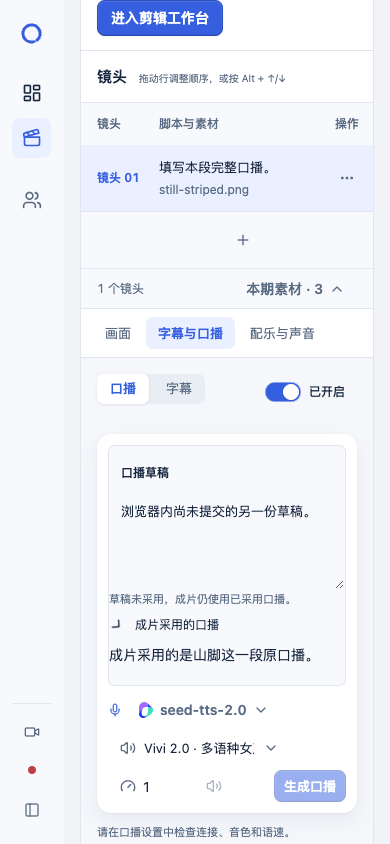 进入剪辑工作台
镜头 拖动行调整顺序，或按 Alt + ↑/↓
镜头 脚本与素材 操作
镜头 01 填写本段完整口播。
still-striped.png
1 个镜头 本期素材 · 3
画面 字幕与口播 配乐与声音
口播 字幕 已开启
口播草稿
浏览器内尚未提交的另一份草稿。
草稿未采用，成片仍使用已采用口播。
成片采用的口播
成片采用的是山脚这一段原口播。
seed-tts-2.0
Vivi 2.0 · 多语种女
1 生成口播
请在口播设置中检查连接、音色和语速。